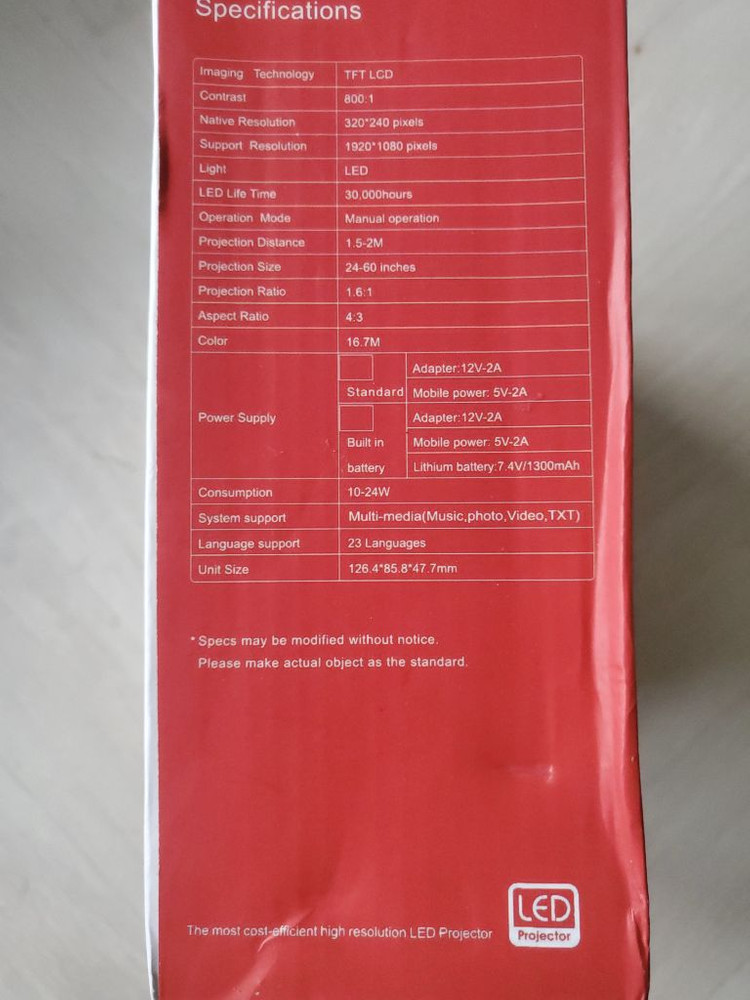 Specifications
Imaging Technology TFT LCD
Contrast 800:1
Native Resolution 320*240 pixels
Support Resolution 1920*1080 pixels
Light LED
LED Life Time 30,000hours
Operation Mode Manual operation
Projection Distance 1.5-2M
Projection Size 24-60 inches
Projection Ratio 1.6:1
Aspect Ratio 4:3
Color 16.7M
Power Supply
Standard
Adapter:12V-2A
Mobile power: 5V-2A
Built in
battery
Adapter:12V-2A
Mobile power: 5V-2A
Lithium battery:7.4V/1300mAh
Consumption 10-24W
System support Multi-media(Music,photo,Video,TXT)
Language support 23 Languages
Unit Size 126.4*85.8*47.7mm
* Specs may be modified without notice.
Please make actual object as the standard.
The most cost-efficient high resolution LED Projector
LED
Projector